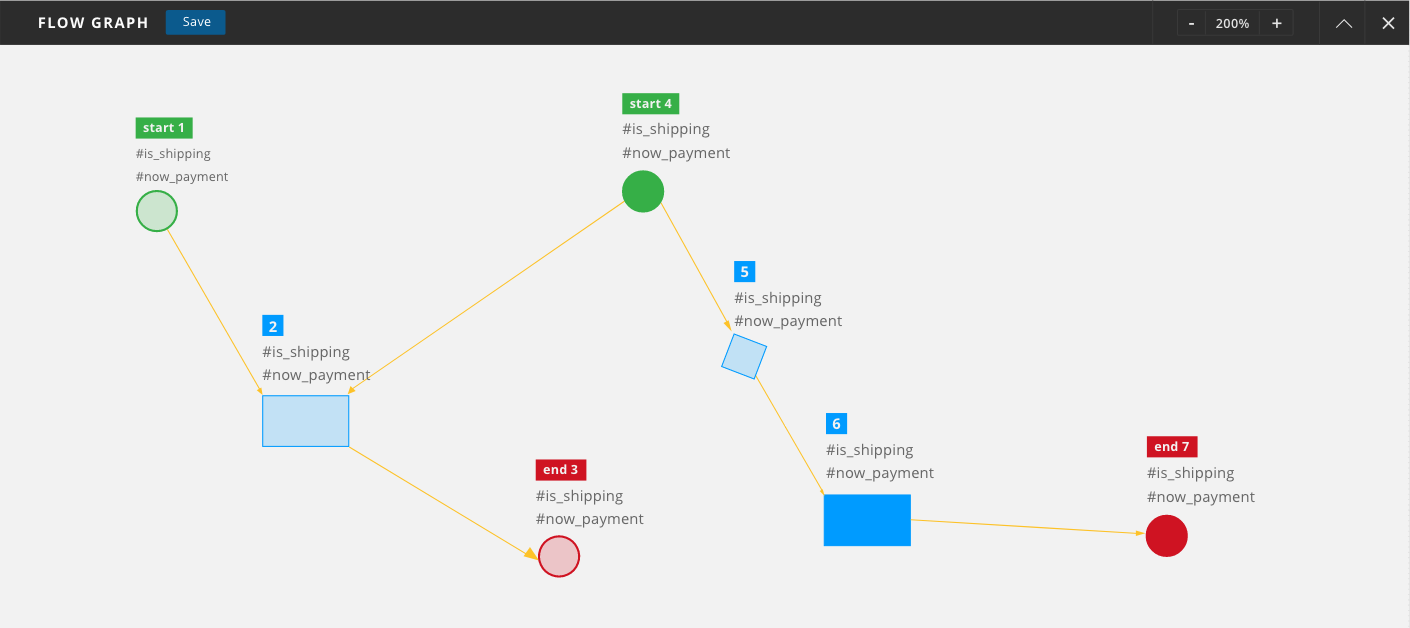 FLOW GRAPH
Save
- 200% +
start 1
#is_shipping
#now_payment
start 4
#is_shipping
#now_payment
5
#is_shipping
#now_payment
2
#is_shipping
#now_payment
6
#is_shipping
#now_payment
end 7
#is_shipping
#now_payment
end 3
#is_shipping
#now_payment